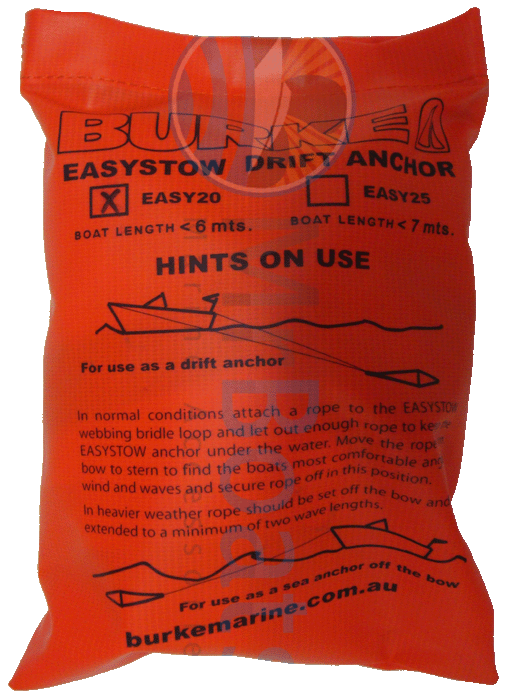 BURKE
EASYSTOW DRIFT ANCHOR
X EASY20 EASY25
BOAT LENGTH < 6 mts. BOAT LENGTH < 7 mts.
HINTS ON USE
For use as a drift anchor
In normal conditions attach a rope to the EASYSTOW
webbing bridle loop and let out enough rope to
EASYSTOW anchor under the water. Move the rope
bow to stern to find the boats most comfortable
wind and waves and secure rope off in this position.
In heavier weather rope should be set off the bow and
extended to a minimum of two wave lengths.
For use as a sea anchor off the bow
burkemarine.com.au